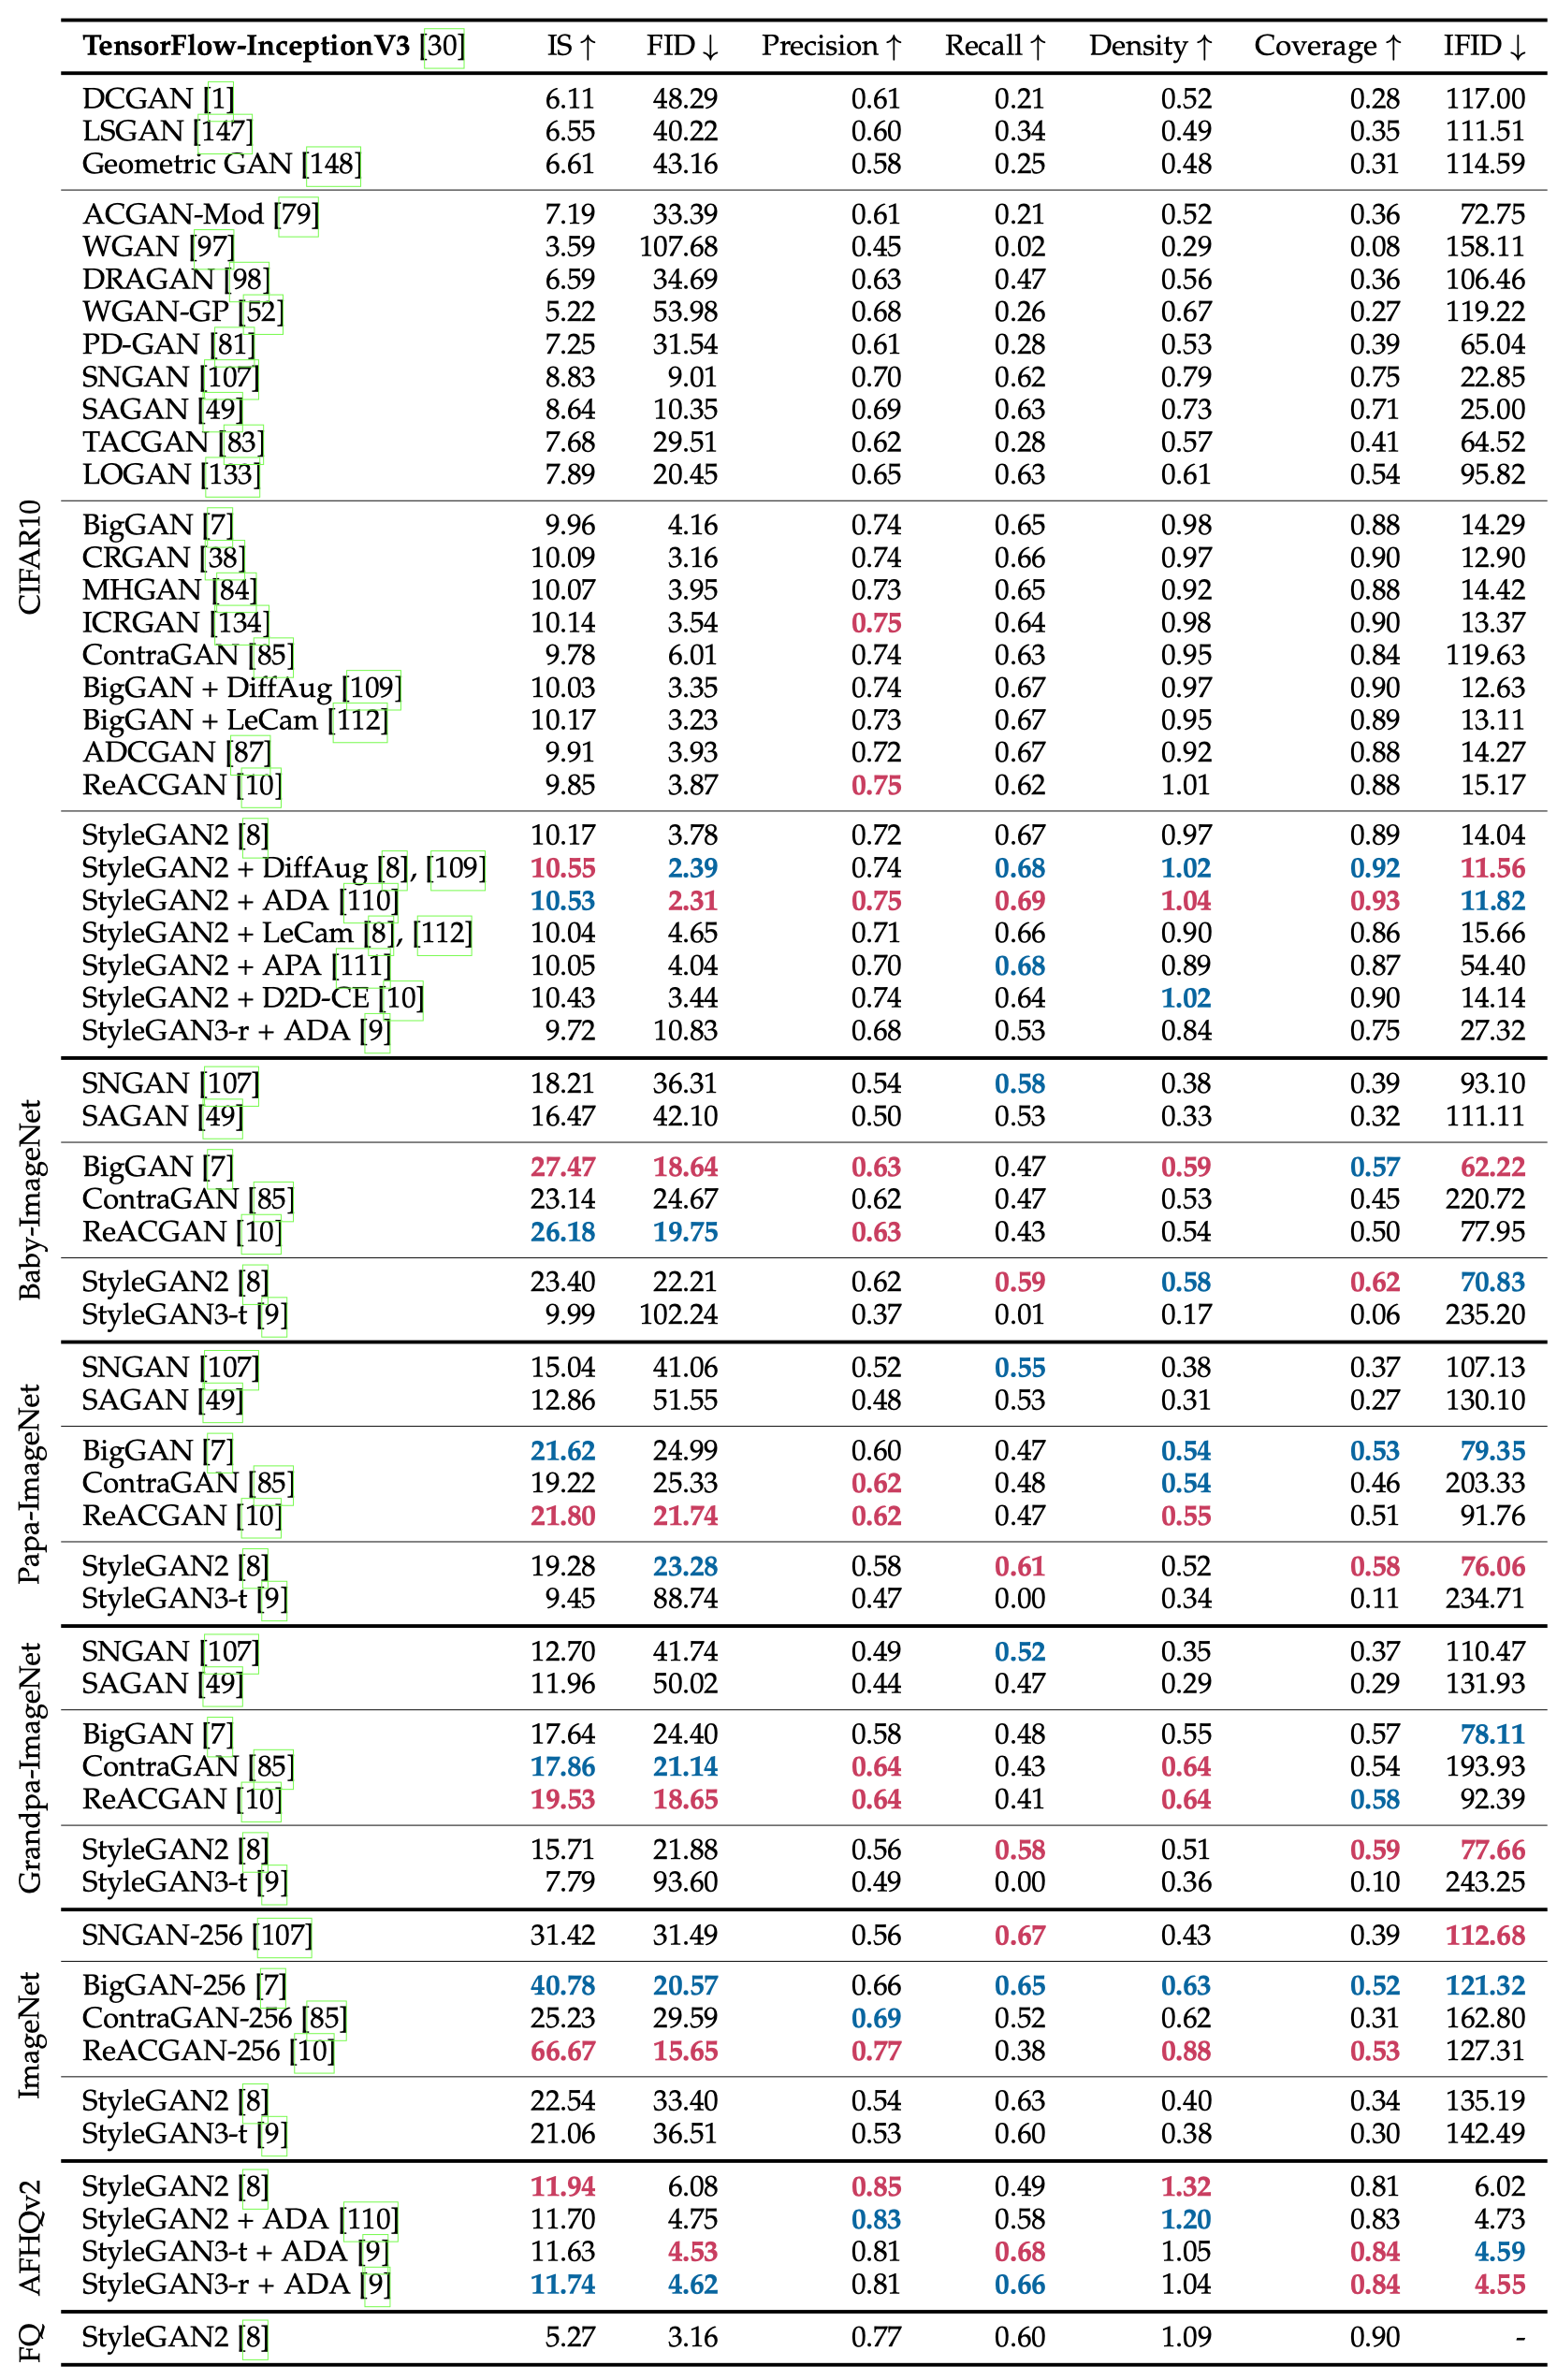 TensorFlow-InceptionV3 [30] IS ↑ FID ↓ Precision ↑ Recall ↑ Density ↑ Coverage ↑ IFID ↓
CIFAR10
DCGAN [1] 6.11 48.29 0.61 0.21 0.52 0.28 117.00
LSGAN [147] 6.55 40.22 0.60 0.34 0.49 0.35 111.51
Geometric GAN [148] 6.61 43.16 0.58 0.25 0.48 0.31 114.59
ACGAN-Mod [79] 7.19 33.39 0.61 0.21 0.52 0.36 72.75
WGAN [97] 3.59 107.68 0.45 0.02 0.29 0.08 158.11
DRAGAN [98] 6.59 34.69 0.63 0.47 0.56 0.36 106.46
WGAN-GP [52] 5.22 53.98 0.68 0.26 0.67 0.27 119.22
PD-GAN [81] 7.25 31.54 0.61 0.28 0.53 0.39 65.04
SNGAN [107] 8.83 9.01 0.70 0.62 0.79 0.75 22.85
SAGAN [49] 8.64 10.35 0.69 0.63 0.73 0.71 25.00
TACGAN [83] 7.68 29.51 0.62 0.28 0.57 0.41 64.52
LOGAN [133] 7.89 20.45 0.65 0.63 0.61 0.54 95.82
BigGAN [7] 9.96 4.16 0.74 0.65 0.98 0.88 14.29
CRGAN [38] 10.09 3.16 0.74 0.66 0.97 0.90 12.90
MHGAN [84] 10.07 3.95 0.73 0.65 0.92 0.88 14.42
ICRGAN [134] 10.14 3.54 0.75 0.64 0.98 0.90 13.37
ContraGAN [85] 9.78 6.01 0.74 0.63 0.95 0.84 119.63
BigGAN + DiffAug [109] 10.03 3.35 0.74 0.67 0.97 0.90 12.63
BigGAN + LeCam [112] 10.17 3.23 0.73 0.67 0.95 0.89 13.11
ADCGAN [87] 9.91 3.93 0.72 0.67 0.92 0.88 14.27
ReACGAN [10] 9.85 3.87 0.75 0.62 1.01 0.88 15.17
StyleGAN2 [8] 10.17 3.78 0.72 0.67 0.97 0.89 14.04
StyleGAN2 + DiffAug [8], [109] 10.55 2.39 0.74 0.68 1.02 0.92 11.56
StyleGAN2 + ADA [110] 10.53 2.31 0.75 0.69 1.04 0.93 11.82
StyleGAN2 + LeCam [8], [112] 10.04 4.65 0.71 0.66 0.90 0.86 15.66
StyleGAN2 + APA [111] 10.05 4.04 0.70 0.68 0.89 0.87 54.40
StyleGAN2 + D2D-CE [10] 10.43 3.44 0.74 0.64 1.02 0.90 14.14
StyleGAN3-r + ADA [9] 9.72 10.83 0.68 0.53 0.84 0.75 27.32
Baby-ImageNet
SNGAN [107] 18.21 36.31 0.54 0.58 0.38 0.39 93.10
SAGAN [49] 16.47 42.10 0.50 0.53 0.33 0.32 111.11
BigGAN [7] 27.47 18.64 0.63 0.47 0.59 0.57 62.22
ContraGAN [85] 23.14 24.67 0.62 0.47 0.53 0.45 220.72
ReACGAN [10] 26.18 19.75 0.63 0.43 0.54 0.50 77.95
StyleGAN2 [8] 23.40 22.21 0.62 0.59 0.58 0.62 70.83
StyleGAN3-t [9] 9.99 102.24 0.37 0.01 0.17 0.06 235.20
Papa-ImageNet
SNGAN [107] 15.04 41.06 0.52 0.55 0.38 0.37 107.13
SAGAN [49] 12.86 51.55 0.48 0.53 0.31 0.27 130.10
BigGAN [7] 21.62 24.99 0.60 0.47 0.54 0.53 79.35
ContraGAN [85] 19.22 25.33 0.62 0.48 0.54 0.46 203.33
ReACGAN [10] 21.80 21.74 0.62 0.47 0.55 0.51 91.76
StyleGAN2 [8] 19.28 23.28 0.58 0.61 0.52 0.58 76.06
StyleGAN3-t [9] 9.45 88.74 0.47 0.00 0.34 0.11 234.71
Grandpa-ImageNet
SNGAN [107] 12.70 41.74 0.49 0.52 0.35 0.37 110.47
SAGAN [49] 11.96 50.02 0.44 0.47 0.29 0.29 131.93
BigGAN [7] 17.64 24.40 0.58 0.48 0.55 0.57 78.11
ContraGAN [85] 17.86 21.14 0.64 0.43 0.64 0.54 193.93
ReACGAN [10] 19.53 18.65 0.64 0.41 0.64 0.58 92.39
StyleGAN2 [8] 15.71 21.88 0.56 0.58 0.51 0.59 77.66
StyleGAN3-t [9] 7.79 93.60 0.49 0.00 0.36 0.10 243.25
ImageNet
SNGAN-256 [107] 31.42 31.49 0.56 0.67 0.43 0.39 112.68
BigGAN-256 [7] 40.78 20.57 0.66 0.65 0.63 0.52 121.32
ContraGAN-256 [85] 25.23 29.59 0.69 0.52 0.62 0.31 162.80
ReACGAN-256 [10] 66.67 15.65 0.77 0.38 0.88 0.53 127.31
StyleGAN2 [8] 22.54 33.40 0.54 0.63 0.40 0.34 135.19
StyleGAN3-t [9] 21.06 36.51 0.53 0.60 0.38 0.30 142.49
AFHQv2
StyleGAN2 [8] 11.94 6.08 0.85 0.49 1.32 0.81 6.02
StyleGAN2 + ADA [110] 11.70 4.75 0.83 0.58 1.20 0.83 4.73
StyleGAN3-t + ADA [9] 11.63 4.53 0.81 0.68 1.05 0.84 4.59
StyleGAN3-r + ADA [9] 11.74 4.62 0.81 0.66 1.04 0.84 4.55
FQ
StyleGAN2 [8] 5.27 3.16 0.77 0.60 1.09 0.90 -